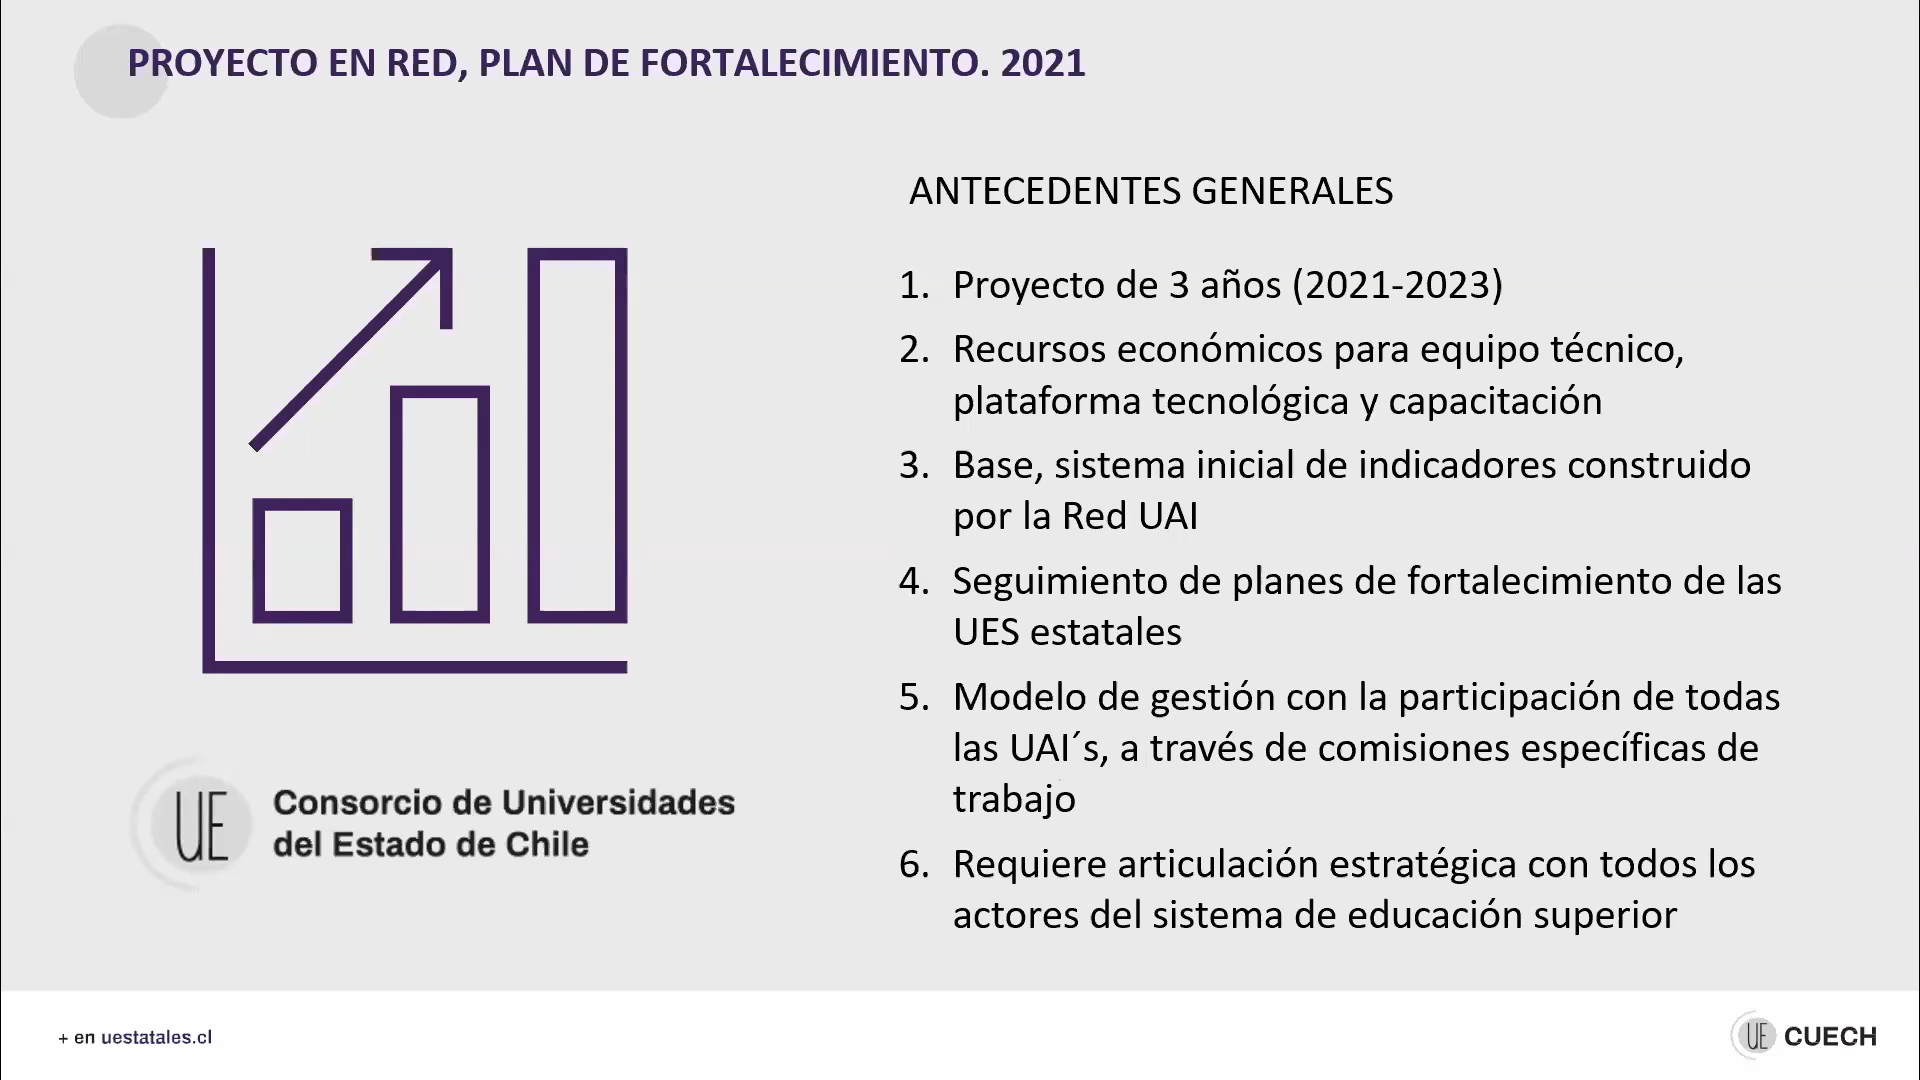 PROYECTO EN RED, PLAN DE FORTALECIMIENTO. 2021
ANTECEDENTES GENERALES
1. Proyecto de 3 años (2021-2023)
2. Recursos económicos para equipo técnico,
plataforma tecnológica y capacitación
3. Base, sistema inicial de indicadores construido
por la Red UAI
4. Seguimiento de planes de fortalecimiento de las
UES estatales
5. Modelo de gestión con la participación de todas
las UAI´s, a través de comisiones específicas de
trabajo
6. Requiere articulación estratégica con todos los
actores del sistema de educación superior
UE
Consorcio de Universidades
del Estado de Chile
+ en uestatales.cl
UE CUECH